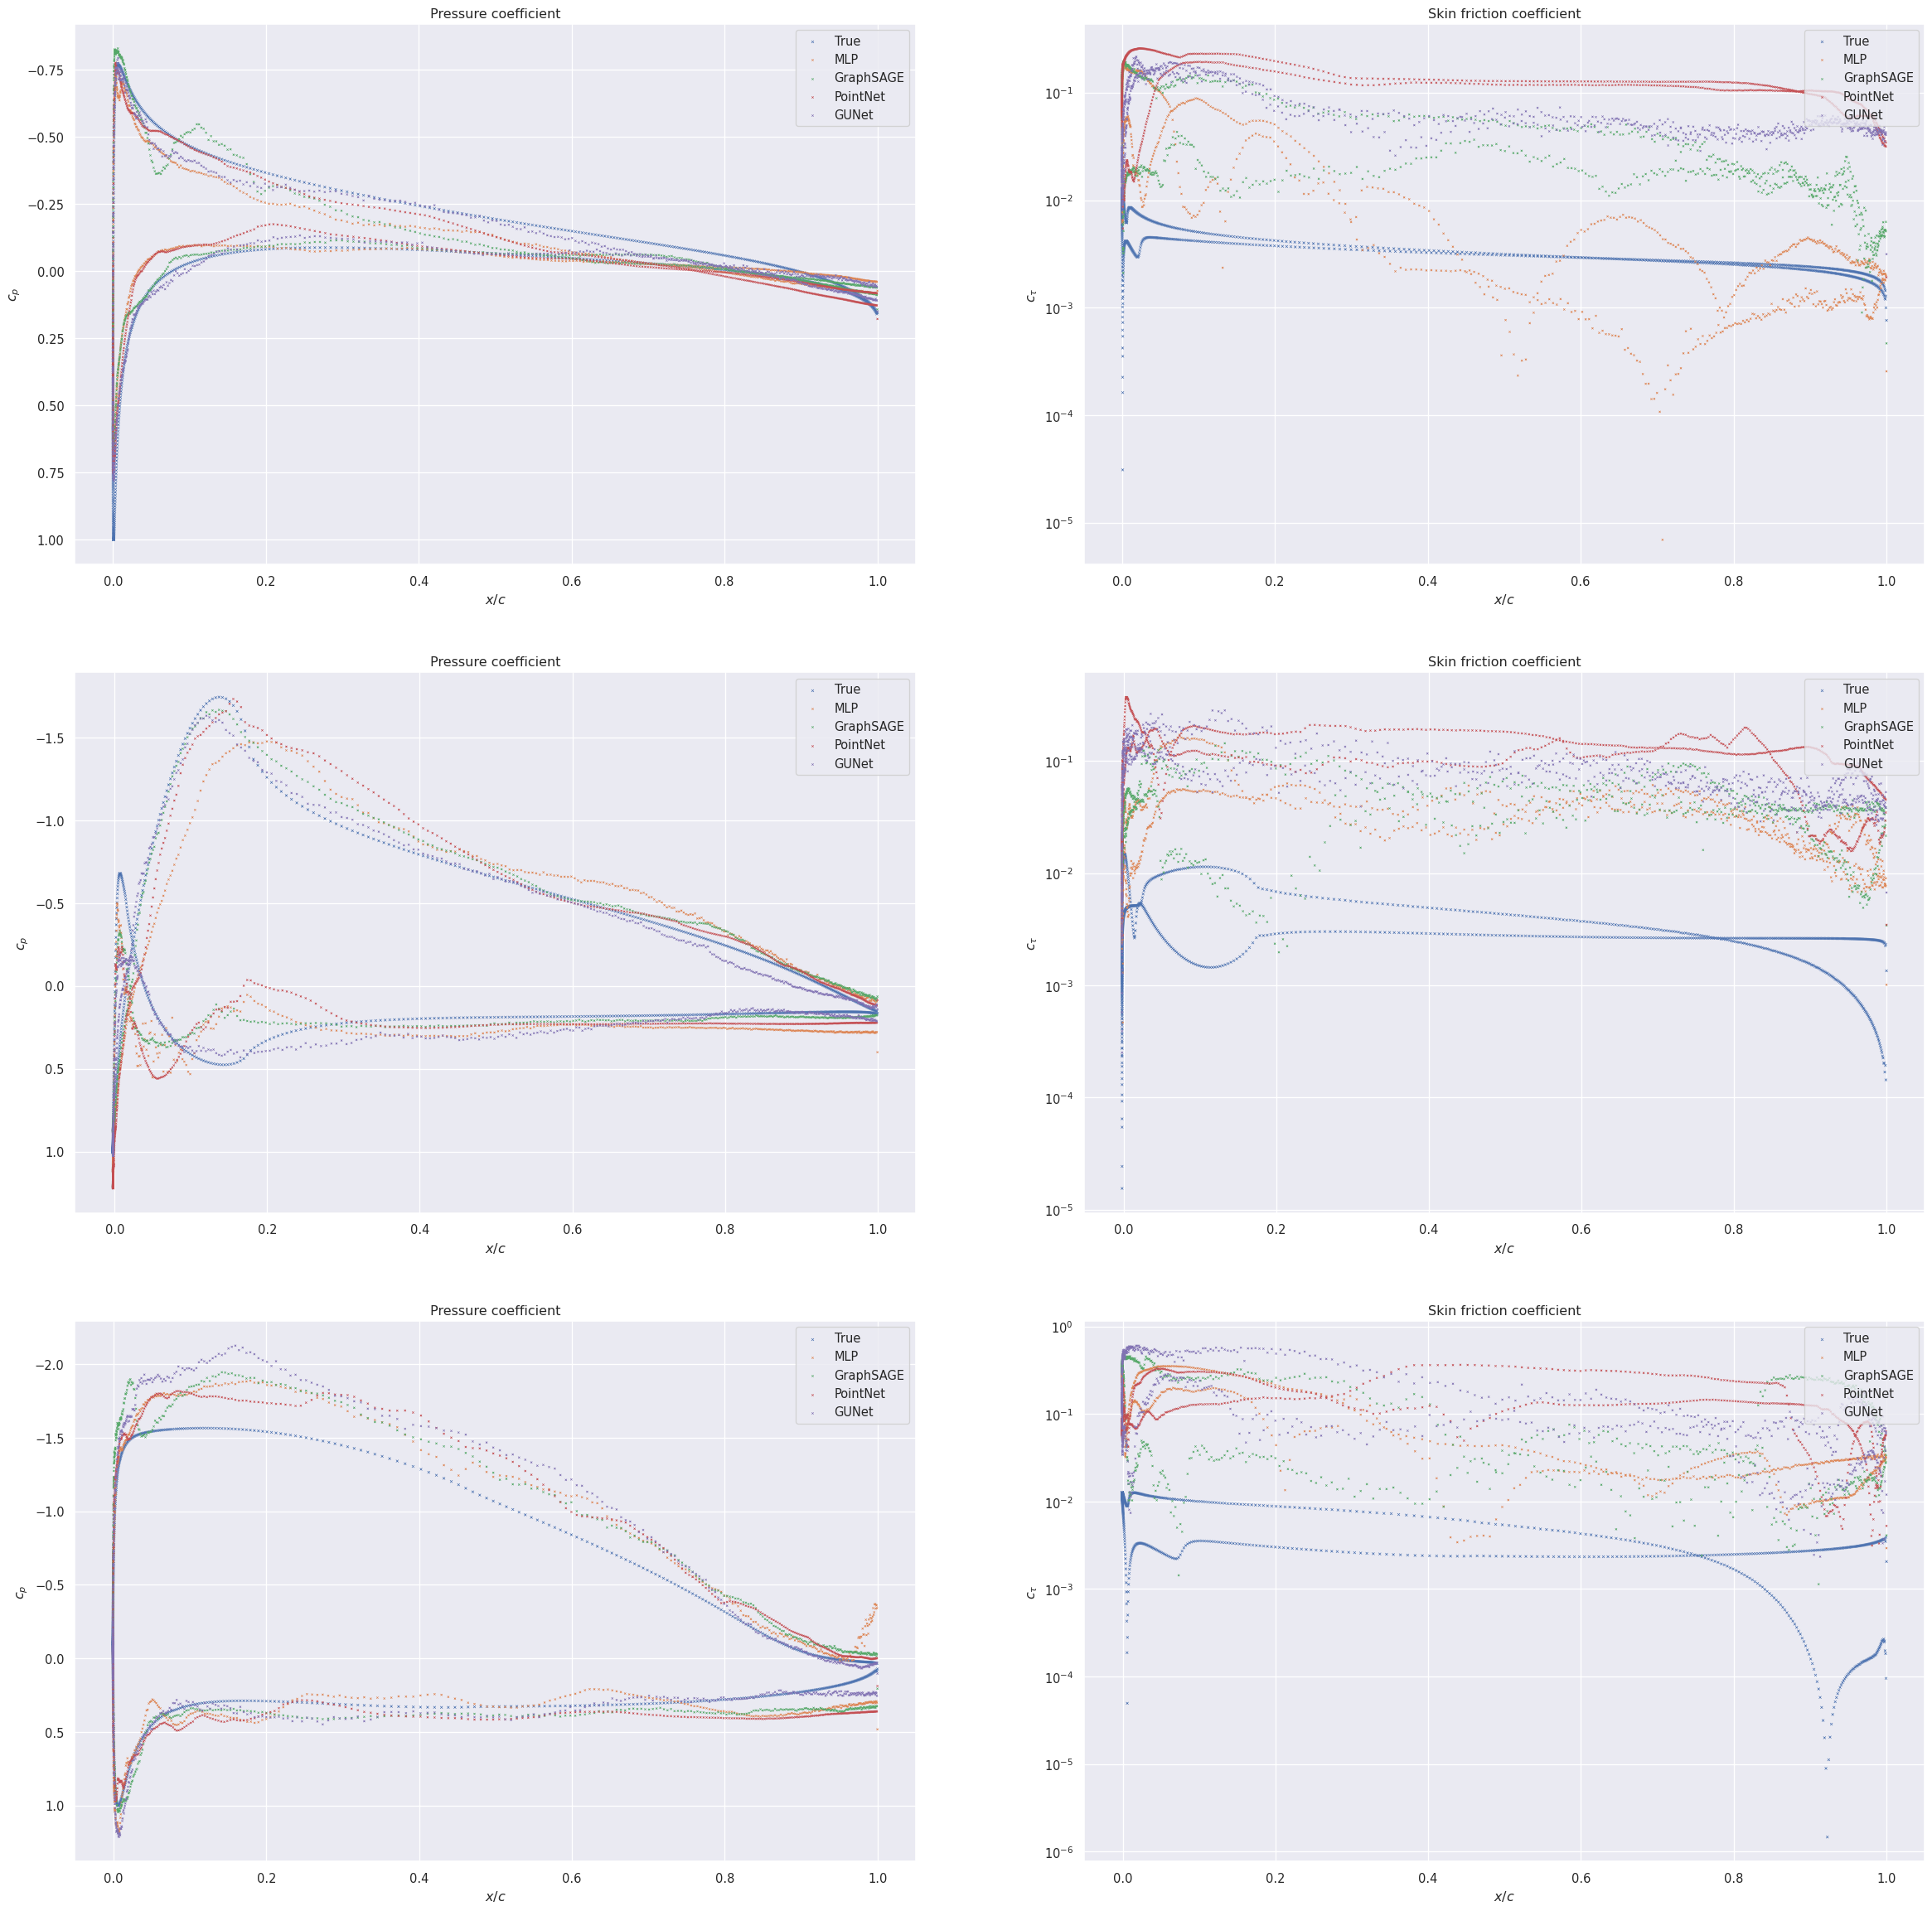 Pressure coefficient
True
MLP
GraphSAGE
PointNet
GUNet
−0.75
−0.50
−0.25
0.00
0.25
0.50
0.75
1.00
c_p
0.0 0.2 0.4 0.6 0.8 1.0
x/c
Skin friction coefficient
True
MLP
GraphSAGE
PointNet
GUNet
10⁻¹
10⁻²
10⁻³
10⁻⁴
10⁻⁵
c_τ
0.0 0.2 0.4 0.6 0.8 1.0
x/c
Pressure coefficient
True
MLP
GraphSAGE
PointNet
GUNet
−1.5
−1.0
−0.5
0.0
0.5
1.0
c_p
0.0 0.2 0.4 0.6 0.8 1.0
x/c
Skin friction coefficient
True
MLP
GraphSAGE
PointNet
GUNet
10⁻¹
10⁻²
10⁻³
10⁻⁴
10⁻⁵
c_τ
0.0 0.2 0.4 0.6 0.8 1.0
x/c
Pressure coefficient
True
MLP
GraphSAGE
PointNet
GUNet
−2.0
−1.5
−1.0
−0.5
0.0
0.5
1.0
c_p
0.0 0.2 0.4 0.6 0.8 1.0
x/c
Skin friction coefficient
True
MLP
GraphSAGE
PointNet
GUNet
10⁰
10⁻¹
10⁻²
10⁻³
10⁻⁴
10⁻⁵
10⁻⁶
c_τ
0.0 0.2 0.4 0.6 0.8 1.0
x/c